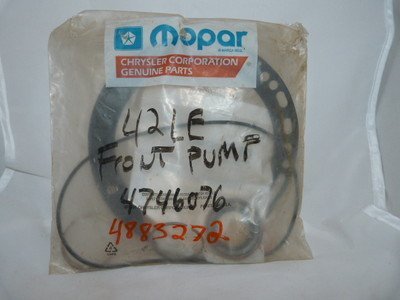 Mopar
CHRYSLER CORPORATION
GENUINE PARTS
42LE
FRONT PUMP
4746076
4883232